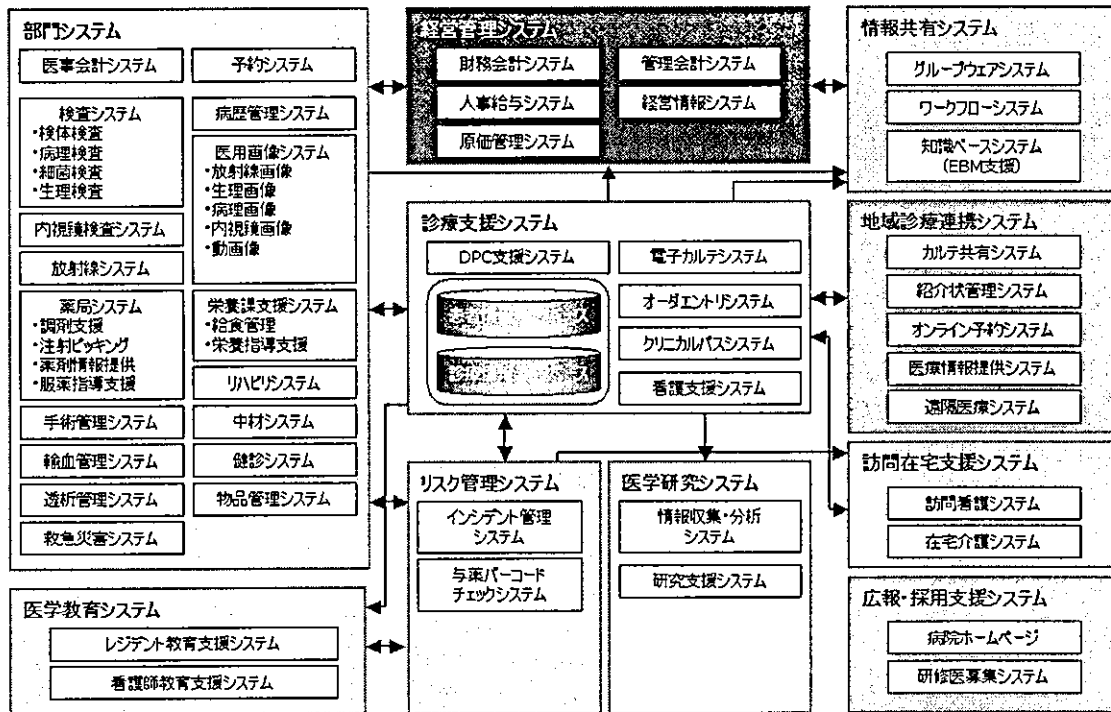 部門システム
医事会計システム
予約システム
検査システム
・検体検査
・病理検査
・細菌検査
・生理検査
病歴管理システム
医用画像システム
・放射線画像
・生理画像
・病理画像
・内視鏡画像
・動画像
内視鏡検査システム
放射線システム
薬局システム
・調剤支援
・注射ピッキング
・薬剤情報提供
・服薬指導支援
栄養課支援システム
・給食管理
・栄養指導支援
リハビリシステム
手術管理システム
中材システム
輸血管理システム
健診システム
透析管理システム
物品管理システム
救急災害システム
医学教育システム
レジデント教育支援システム
看護師教育支援システム
経営管理システム
財務会計システム
管理会計システム
人事給与システム
経営情報システム
原価管理システム
診療支援システム
DPC支援システム
電子カルテシステム
オーダエントリシステム
クリニカルパスシステム
看護支援システム
リスク管理システム
インシデント管理
システム
与薬バーコード
チェックシステム
医学研究システム
情報収集・分析
システム
研究支援システム
情報共有システム
グループウェアシステム
ワークフローシステム
知識ベースシステム
(EBM支援)
地域診療連携システム
カルテ共有システム
紹介状管理システム
オンライン予約システム
医療情報提供システム
遠隔医療システム
訪問在宅支援システム
訪問看護システム
在宅介護システム
広報・採用支援システム
病院ホームページ
研修医募集システム